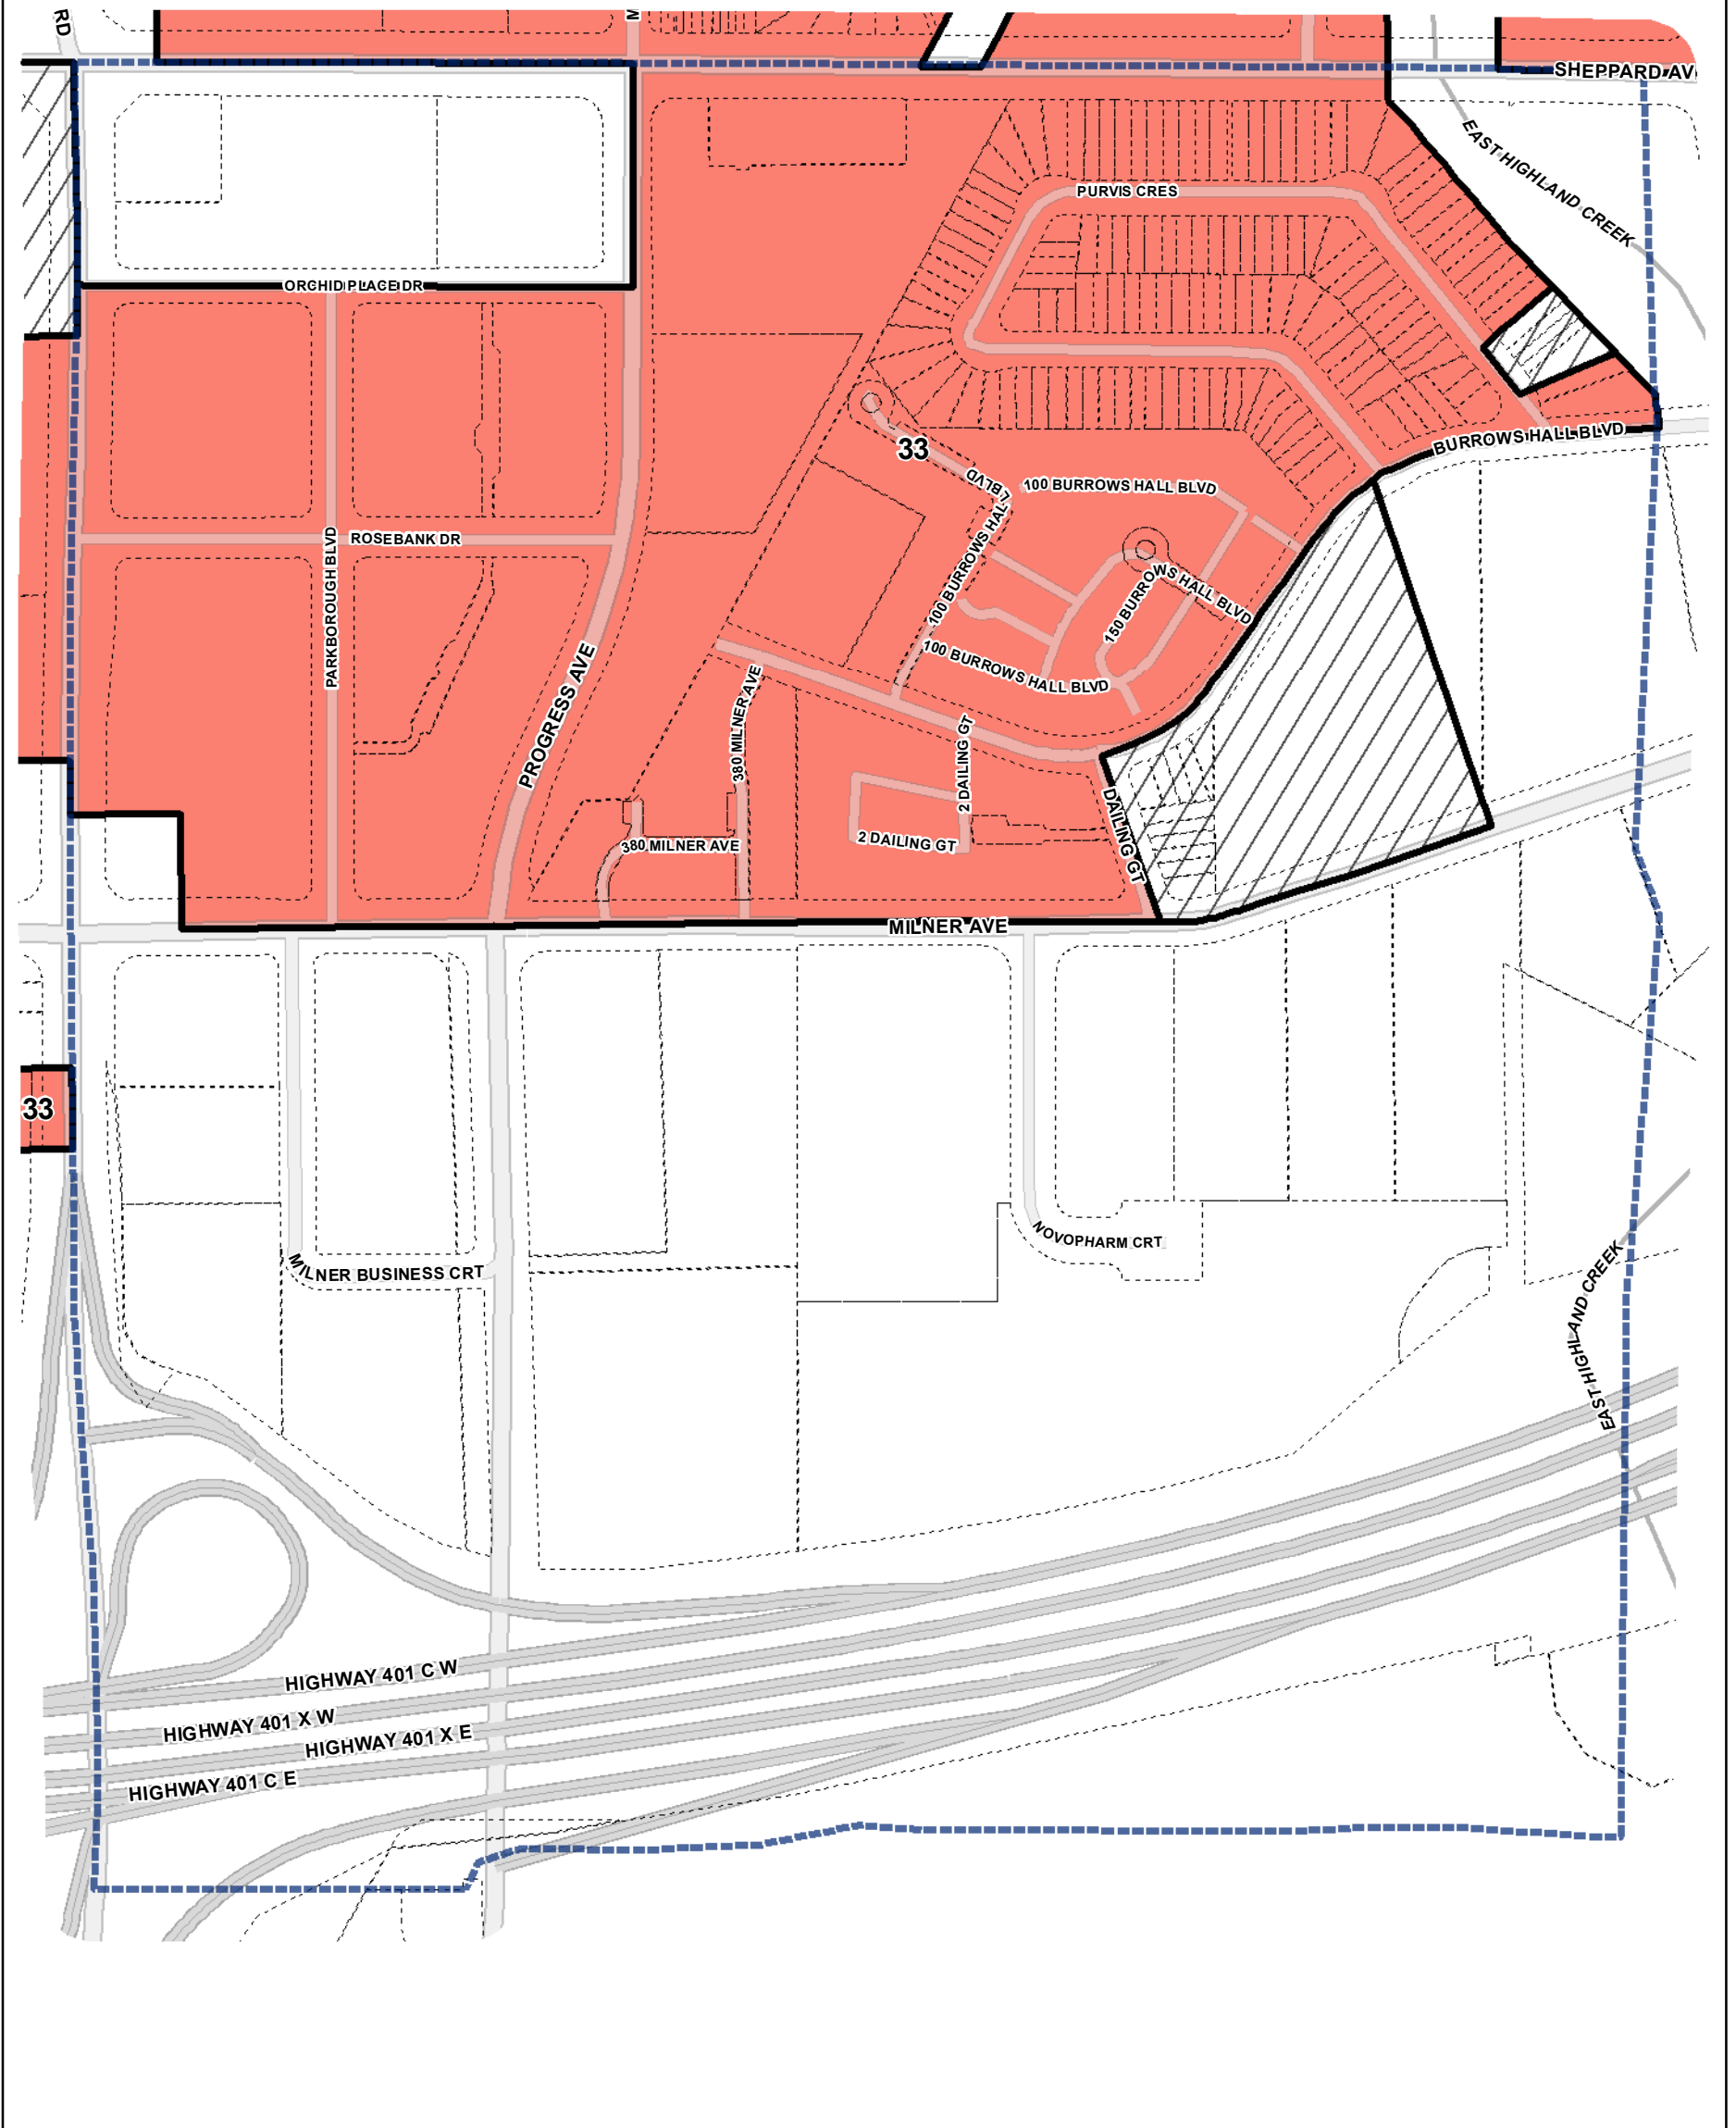 RD
M
SHEPPARD AV
EAST HIGHLAND CREEK
PURVIS CRES
ORCHID PLACE DR
33
BURROWS HALL BLVD
L BLVD
100 BURROWS HAL
100 BURROWS HALL BLVD
ROSEBANK DR
PARKBOROUGH BLVD
150 BURROWS HALL BLVD
100 BURROWS HALL BLVD
PROGRESS AVE
380 MILNER AVE
2 DAILING GT
380 MILNER AVE
2 DAILING GT
DAILING GT
MILNER AVE
33
NOVOPHARM CRT
MILNER BUSINESS CRT
EAST HIGHLAND CREEK
HIGHWAY 401 C W
HIGHWAY 401 X W
HIGHWAY 401 X E
HIGHWAY 401 C E